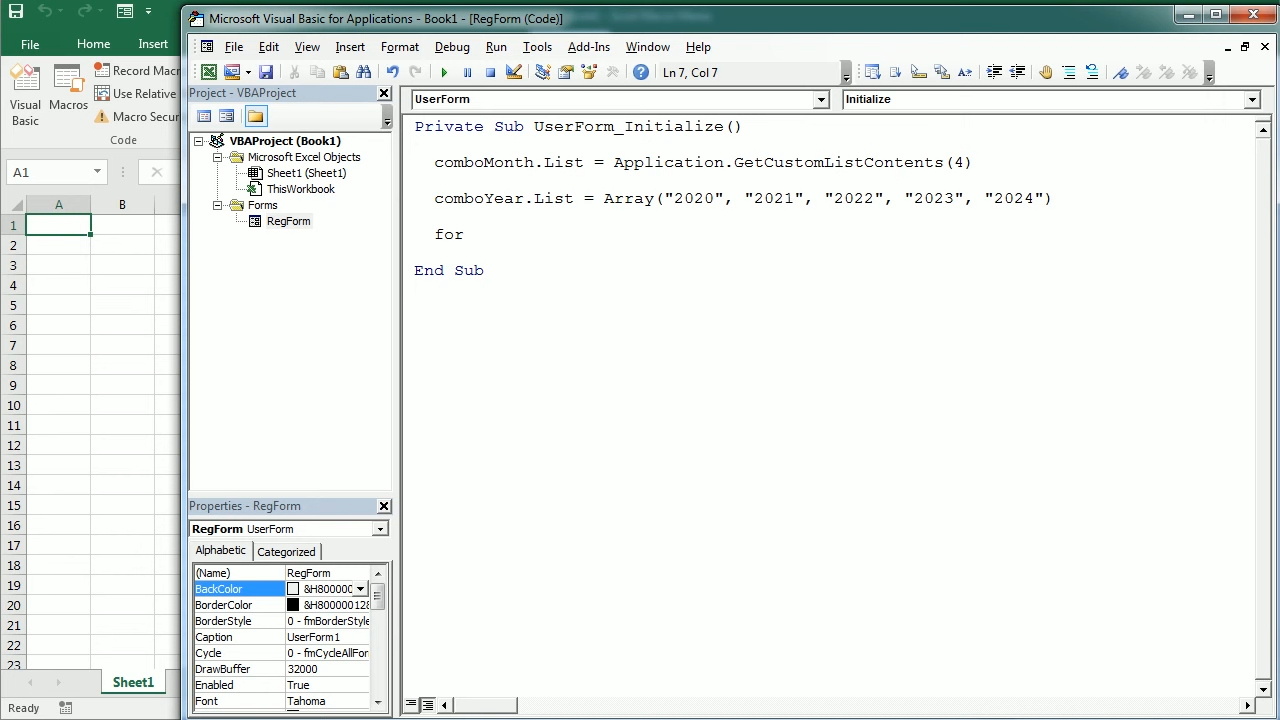 Microsoft Visual Basic for Applications - Book1 - [RegForm (Code)]
File Home Insert
File Edit View Insert Format Debug Run Tools Add-Ins Window Help
Visual Basic
Macros
Record Macr
Use Relative
Macro Secur
Code
Ln 7, Col 7
Project - VBAProject
UserForm
Initialize
VBAProject (Book1)
Microsoft Excel Objects
Sheet1 (Sheet1)
ThisWorkbook
Forms
RegForm
Private Sub UserForm_Initialize()
comboMonth.List = Application.GetCustomListContents(4)
comboYear.List = Array("2020", "2021", "2022", "2023", "2024")
for
End Sub
A1
A B
1
2
3
4
5
6
7
8
9
10
11
12
13
14
15
16
17
18
19
20
21
22
23
Properties - RegForm
RegForm UserForm
Alphabetic Categorized
(Name) RegForm
BackColor &H800000
BorderColor &H80000012&
BorderStyle 0 - fmBorderStyle
Caption UserForm1
Cycle 0 - fmCycleAllFor
DrawBuffer 32000
Enabled True
Font Tahoma
Sheet1
Ready